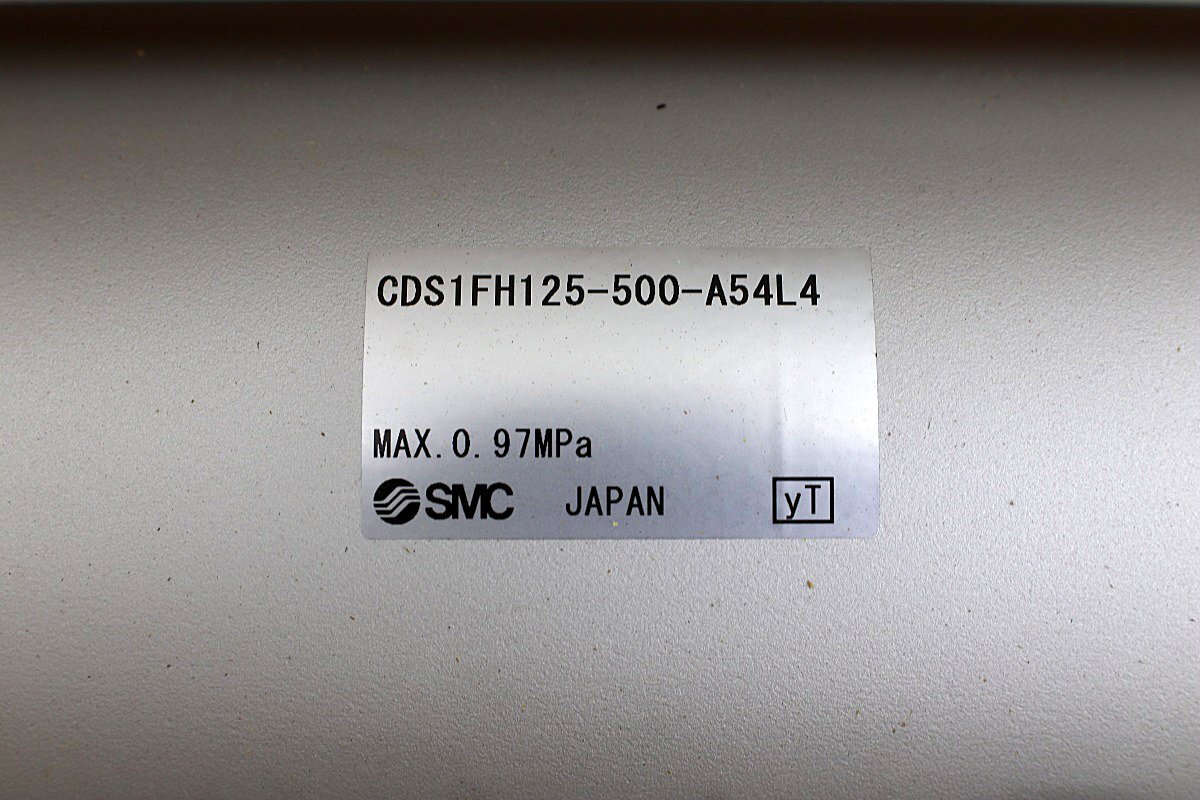 CDS1FH125-500-A54L4
MAX.0.97MPa
SMC JAPAN yT